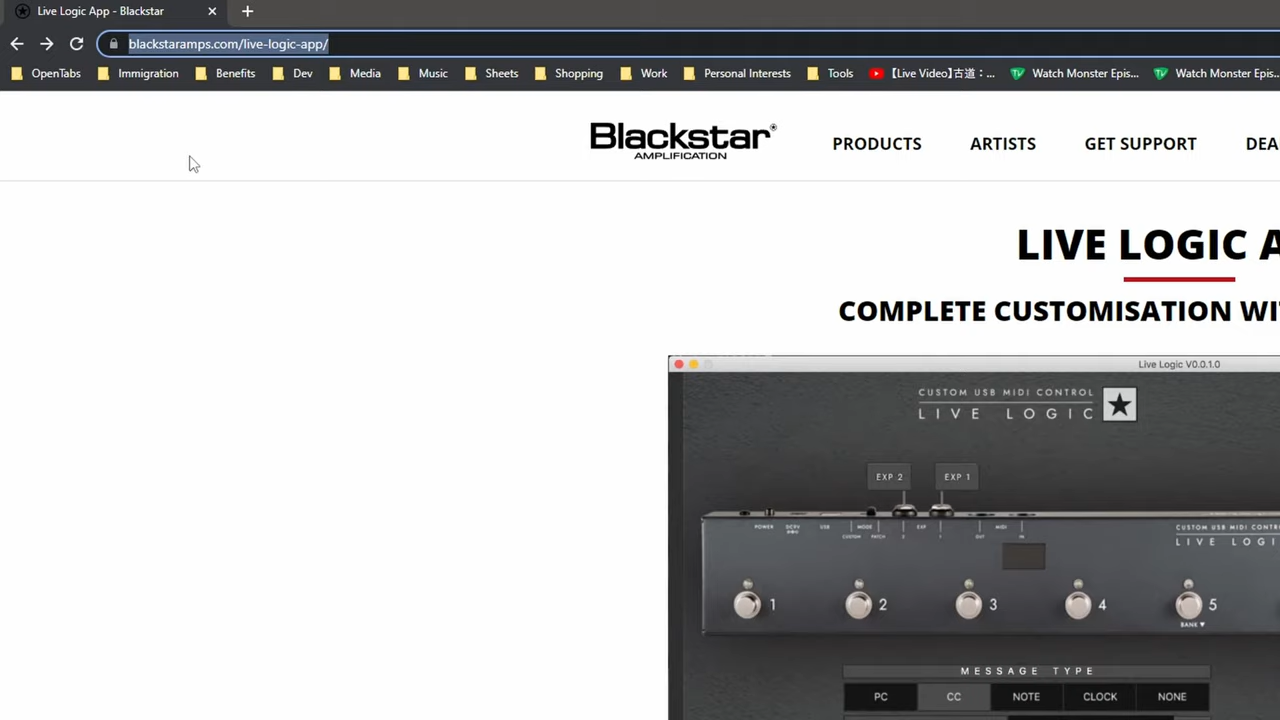 Live Logic App - Blackstar
blackstaramps.com/live-logic-app/
OpenTabs Immigration Benefits Dev Media Music Sheets Shopping Work Personal Interests Tools 【Live Video】古道：... Watch Monster Epis... Watch Monster Epis...
Blackstar®
AMPLIFICATION
PRODUCTS ARTISTS GET SUPPORT DEA
LIVE LOGIC A
COMPLETE CUSTOMISATION WI
Live Logic V0.0.1.0
CUSTOM USB MIDI CONTROL
LIVE LOGIC
EXP 2 EXP 1
POWER USB MODE EXP MIDI
CUSTOM PATCH 2 1 OUT IN
CUSTOM USB MIDI CONTR
LIVE LOGI
1 2 3 4 5
BANK ▼
MESSAGE TYPE
PC CC NOTE CLOCK NONE